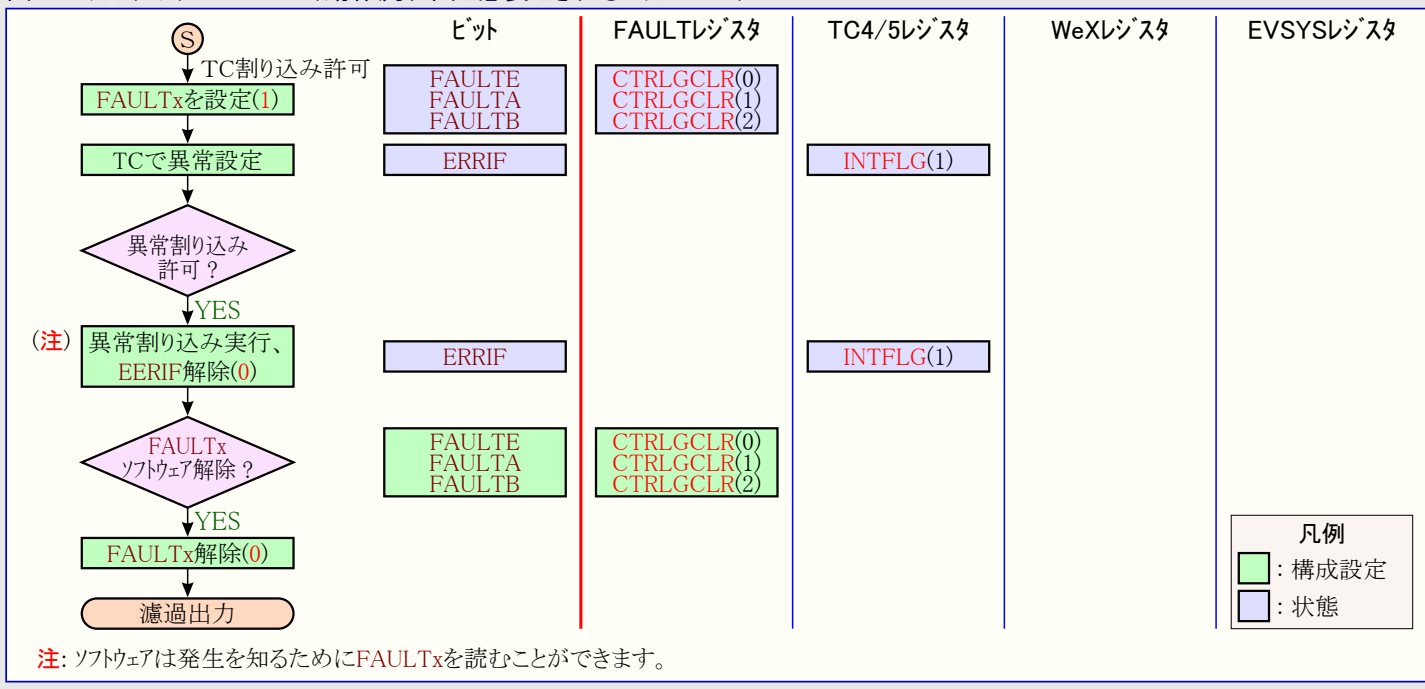 ビット
FAULTレジスタ
TC4/5レジスタ
WeXレジスタ
EVSYSレジスタ
S
TC割り込み許可
FAULTxを設定(1)
FAULTE
FAULTA
FAULTB
CTRLGCLR(0)
CTRLGCLR(1)
CTRLGCLR(2)
TCで異常設定
ERRIF
INTFLG(1)
異常割り込み
許可?
YES
(注)
異常割り込み実行、
EERIF解除(0)
ERRIF
INTFLG(1)
FAULTx
ソフトウェア解除?
FAULTE
FAULTA
FAULTB
CTRLGCLR(0)
CTRLGCLR(1)
CTRLGCLR(2)
YES
FAULTx解除(0)
濾過出力
凡例
: 構成設定
: 状態
注: ソフトウェアは発生を知るためにFAULTxを読むことができます。